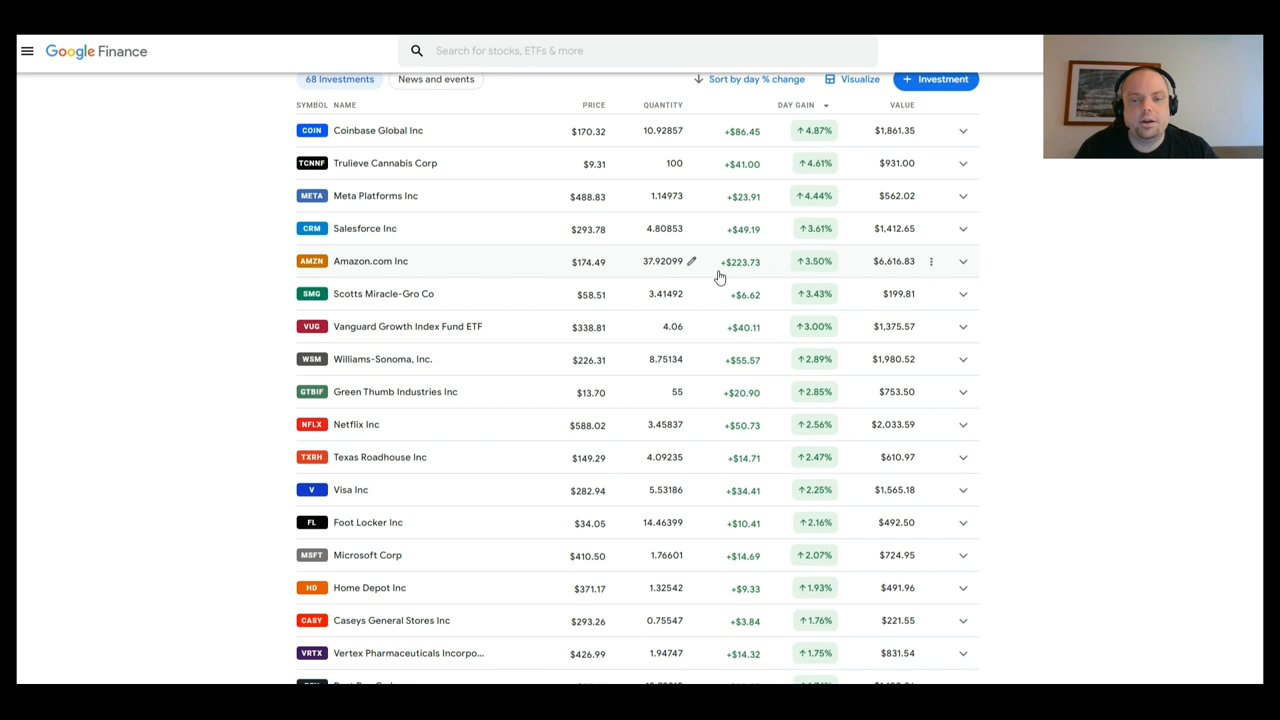 Google Finance Search for stocks, ETFs & more
68 Investments News and events Sort by day % change Visualize + Investment
SYMBOL NAME PRICE QUANTITY DAY GAIN VALUE
COIN Coinbase Global Inc $170.32 10.92857 +$86.45 ↑4.87% $1,861.35
TCNNF Trulieve Cannabis Corp $9.31 100 +$41.00 ↑4.61% $931.00
META Meta Platforms Inc $488.83 1.14973 +$23.91 ↑4.44% $562.02
CRM Salesforce Inc $293.78 4.80853 +$49.19 ↑3.61% $1,412.65
AMZN Amazon.com Inc $174.49 37.92099 +$223.73 ↑3.50% $6,616.83
SMG Scotts Miracle-Gro Co $58.51 3.41492 +$6.62 ↑3.43% $199.81
VUG Vanguard Growth Index Fund ETF $338.81 4.06 +$40.11 ↑3.00% $1,375.57
WSM Williams-Sonoma, Inc. $226.31 8.75134 +$55.57 ↑2.89% $1,980.52
GTBIF Green Thumb Industries Inc $13.70 55 +$20.90 ↑2.85% $753.50
NFLX Netflix Inc $588.02 3.45837 +$50.73 ↑2.56% $2,033.59
TXRH Texas Roadhouse Inc $149.29 4.09235 +$14.71 ↑2.47% $610.97
V Visa Inc $282.94 5.53186 +$34.41 ↑2.25% $1,565.18
FL Foot Locker Inc $34.05 14.46399 +$10.41 ↑2.16% $492.50
MSFT Microsoft Corp $410.50 1.76601 +$14.69 ↑2.07% $724.95
HD Home Depot Inc $371.17 1.32542 +$9.33 ↑1.93% $491.96
CASY Caseys General Stores Inc $293.26 0.75547 +$3.84 ↑1.76% $221.55
VRTX Vertex Pharmaceuticals Incorpo... $426.99 1.94747 +$14.32 ↑1.75% $831.54